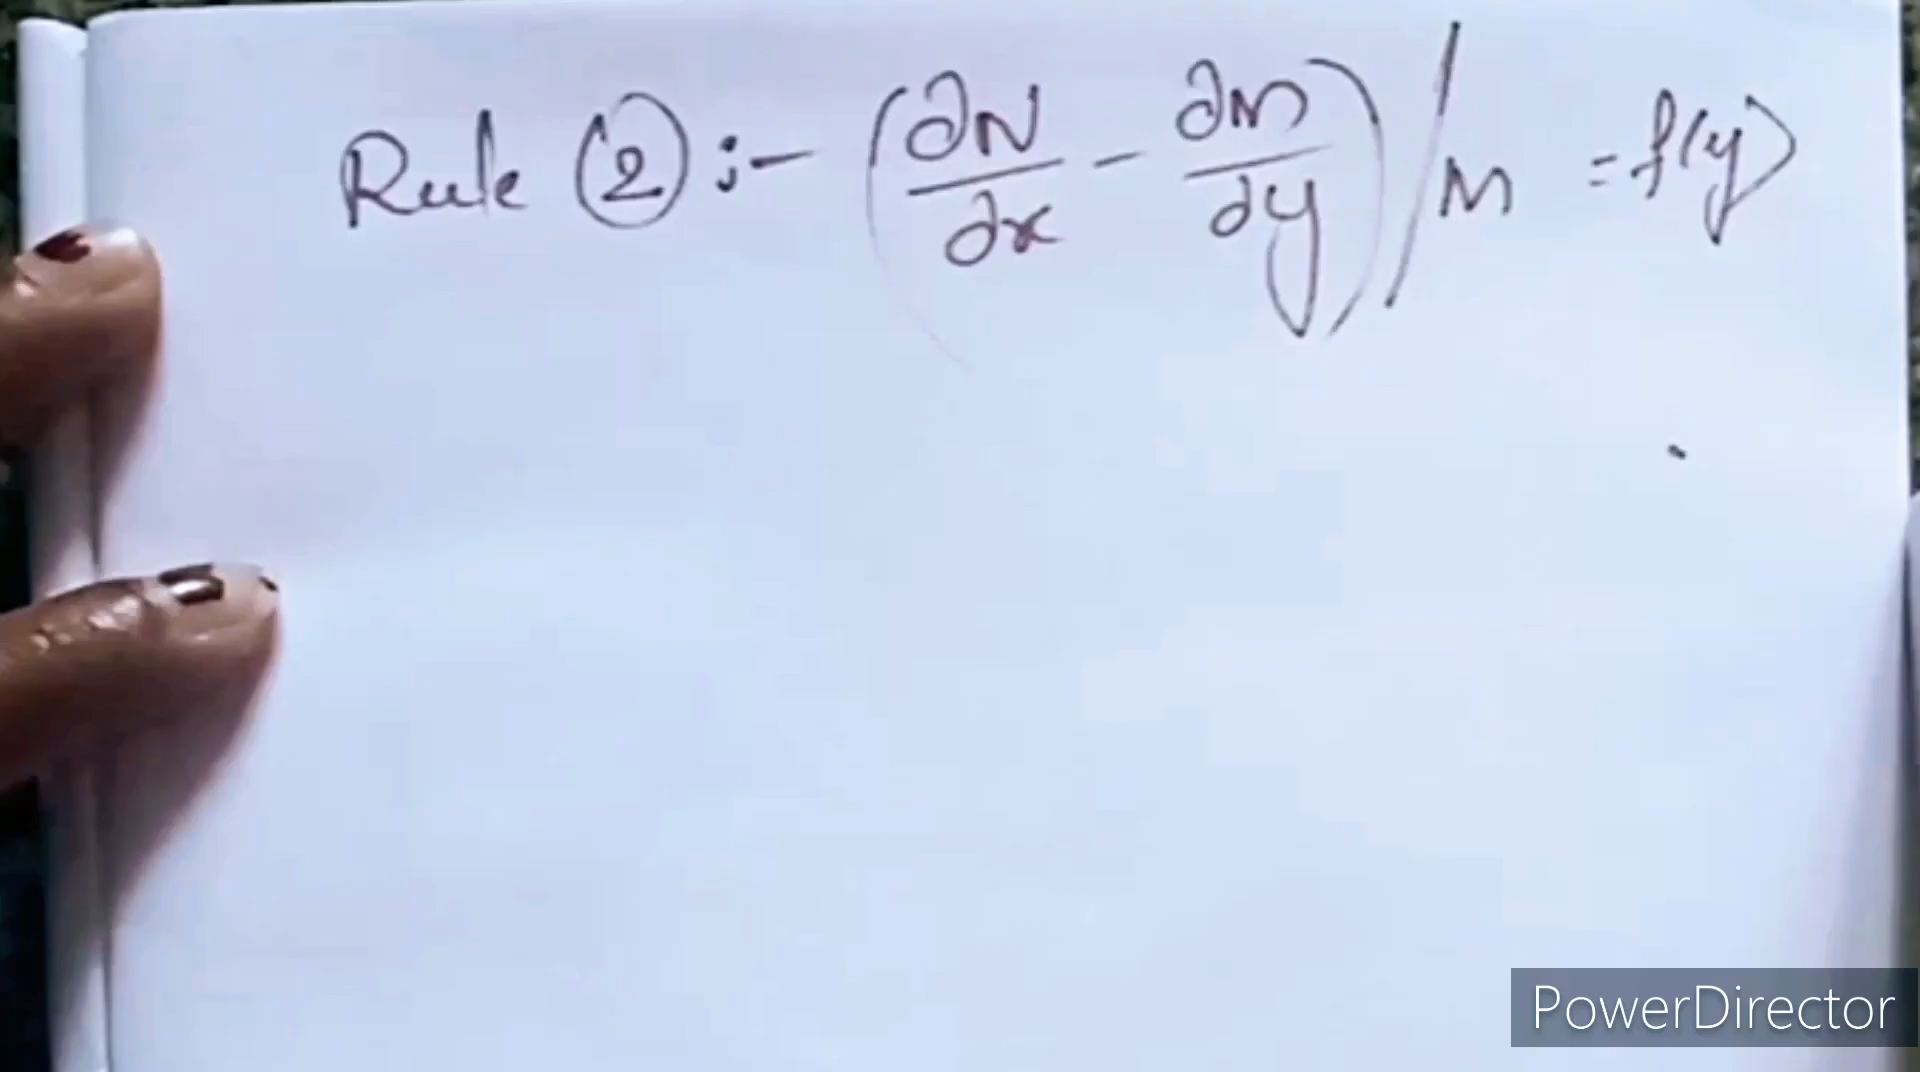 Rule (2) :- (∂N/∂x - ∂M/∂y) / M = f(y)
PowerDirector